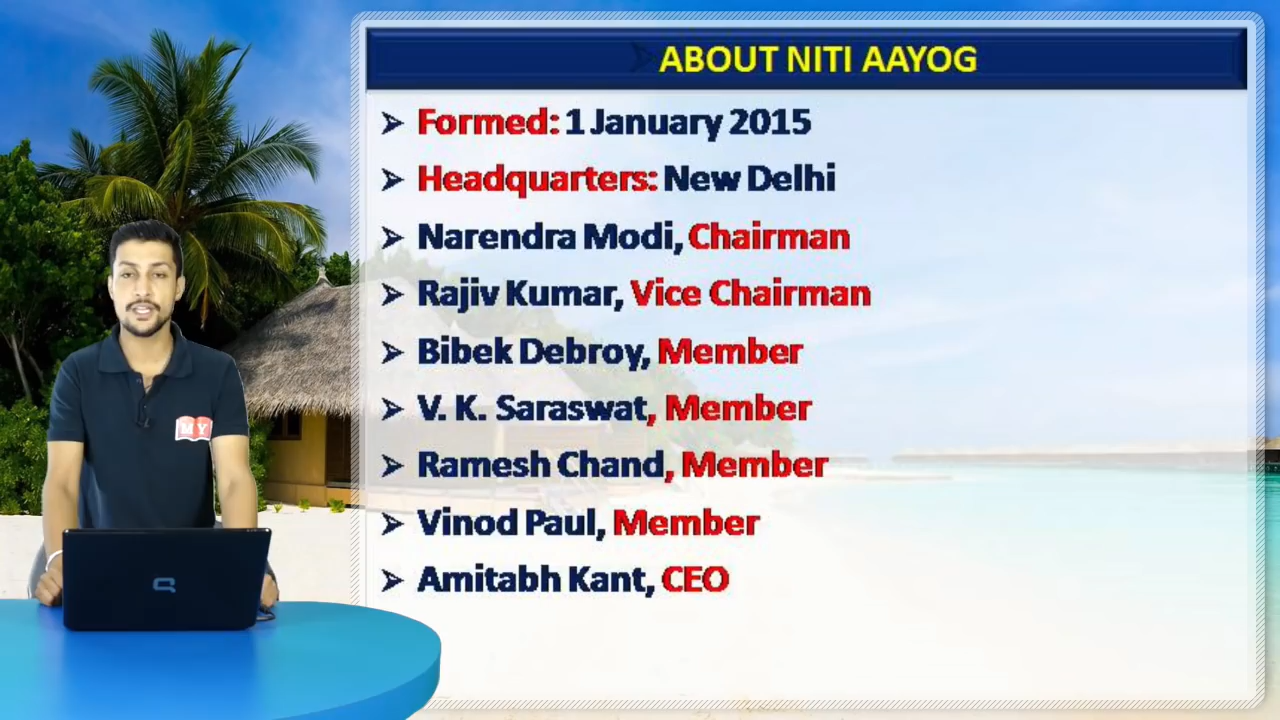 ABOUT NITI AAYOG
Formed: 1 January 2015
Headquarters: New Delhi
Narendra Modi, Chairman
Rajiv Kumar, Vice Chairman
Bibek Debroy, Member
V. K. Saraswat, Member
Ramesh Chand, Member
Vinod Paul, Member
Amitabh Kant, CEO
MY